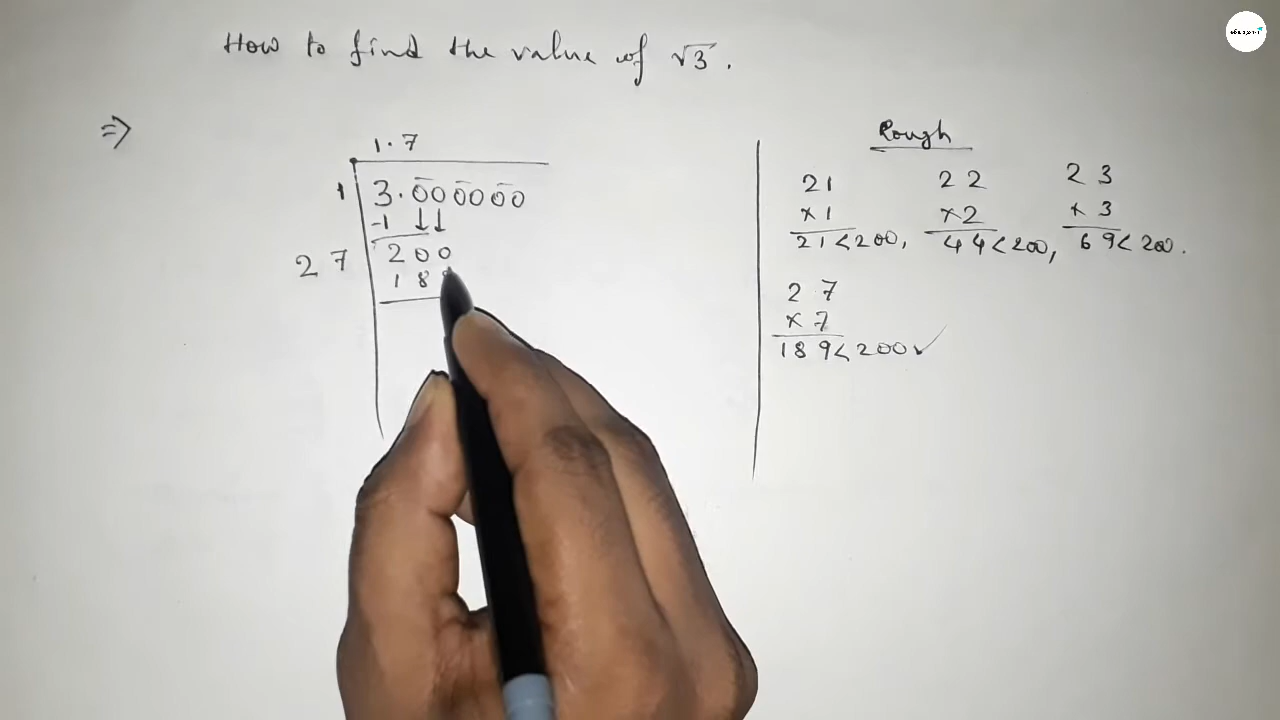 How to find the value of √3.
⇒
1.7
1 3.000000
-1 ↓↓
27 200
18
Rough
21 22 23
×1 ×2 × 3
21<200, 44<200, 69<200.
27
× 7
189<200✓